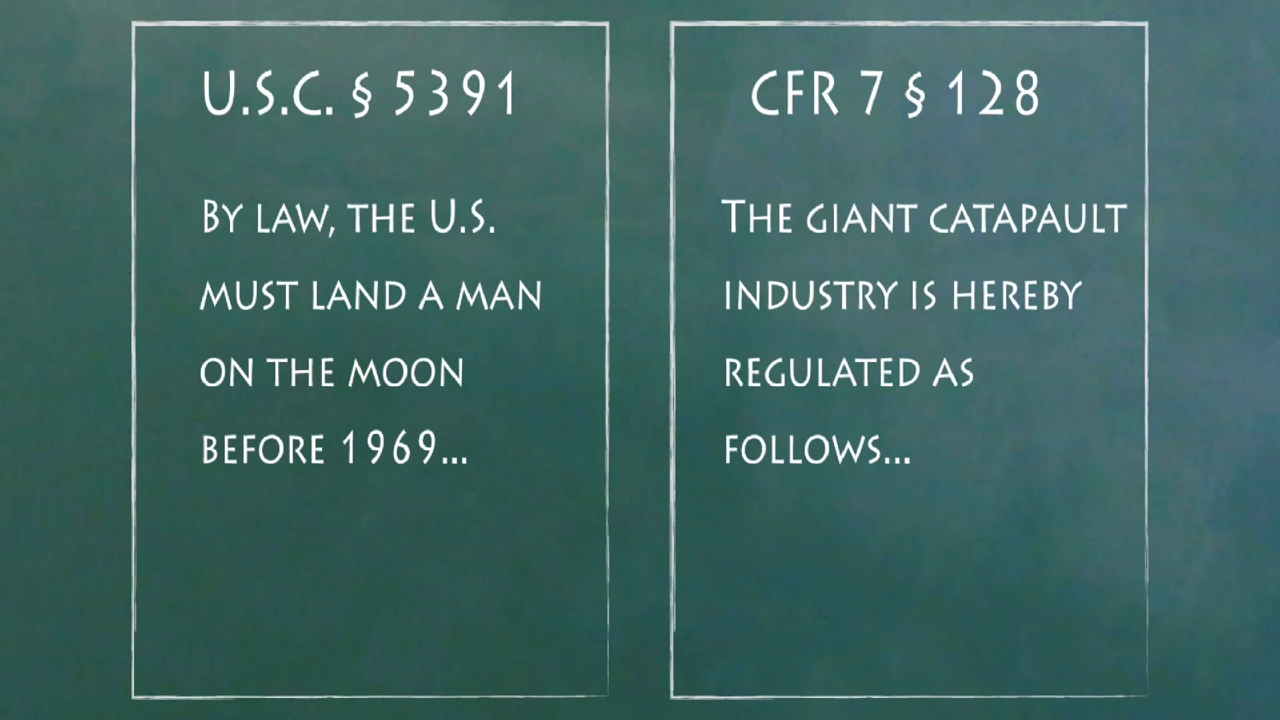 U.S.C. § 5391
By law, the U.S.
must land a man
on the moon
before 1969...
CFR 7 § 128
The giant catapault
industry is hereby
regulated as
follows...